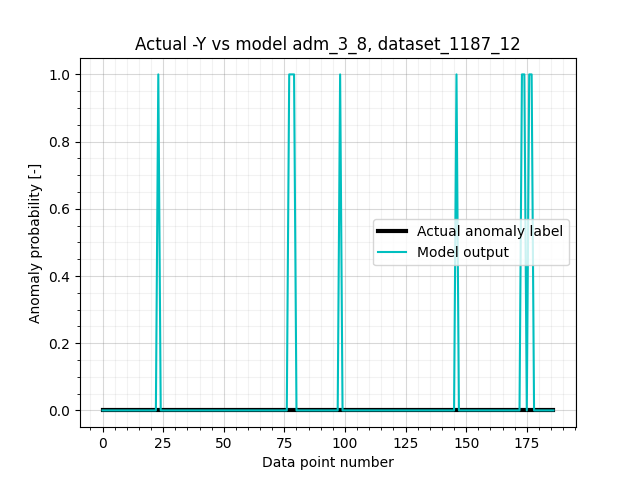 Actual -Y vs model adm_3_8, dataset_1187_12
Anomaly probability [-]
1.0
0.8
0.6
0.4
0.2
0.0
Actual anomaly label
Model output
0 25 50 75 100 125 150 175
Data point number